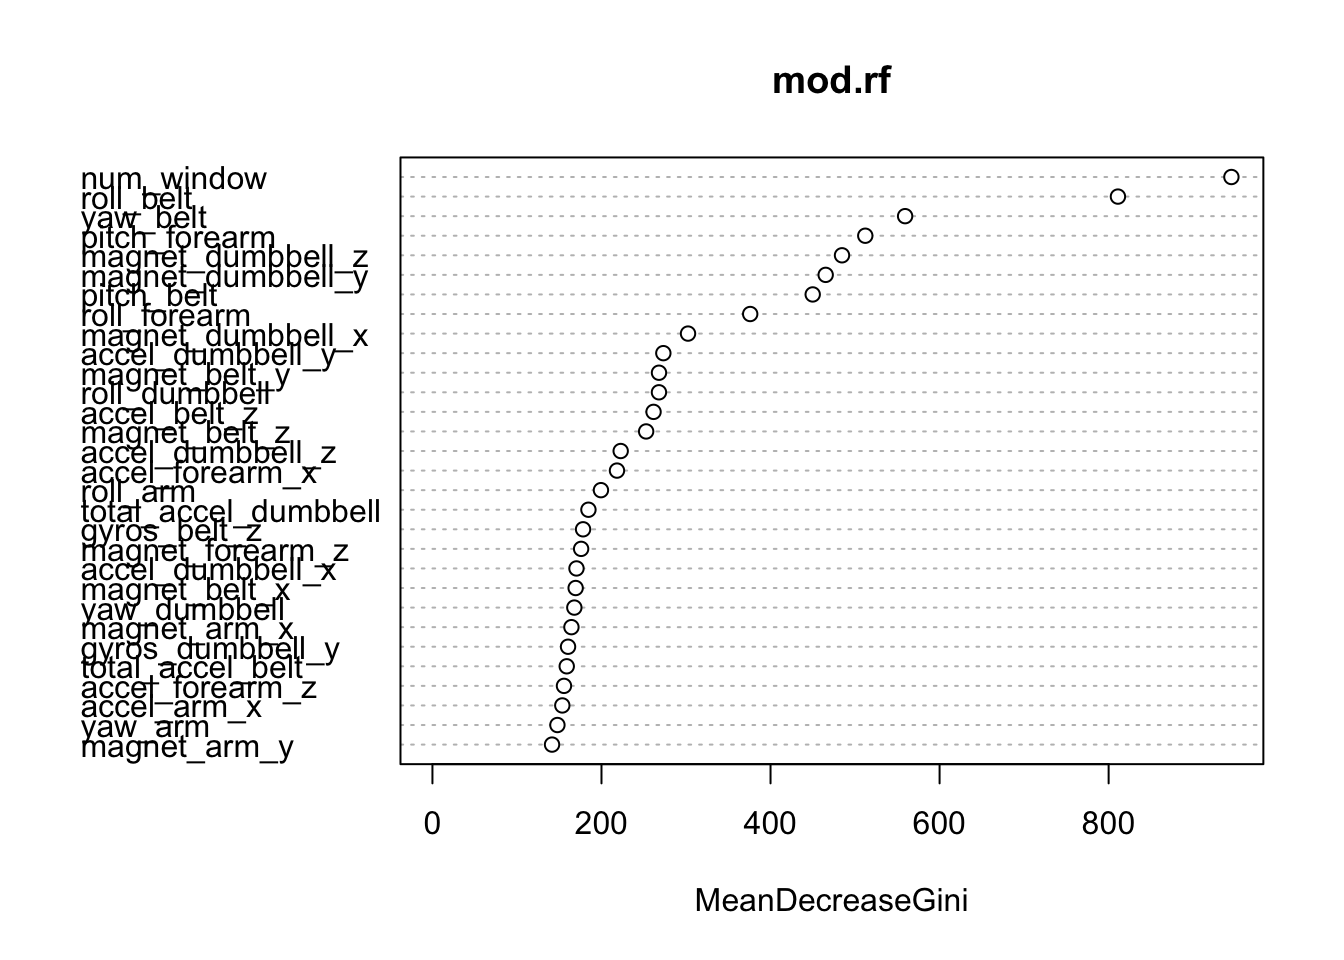 mod.rf
num_window
roll_belt
yaw_belt
pitch_forearm
magnet_dumbbell_z
magnet_dumbbell_y
pitch_belt
roll_forearm
magnet_dumbbell_x
accel_dumbbell_y
magnet_belt_y
roll_dumbbell
accel_belt_z
magnet_belt_z
accel_dumbbell_z
accel_forearm_x
roll_arm
total_accel_dumbbell
gyros_belt_z
magnet_forearm_z
accel_dumbbell_x
magnet_belt_x
yaw_dumbbell
magnet_arm_x
gyros_dumbbell_y
total_accel_belt
accel_forearm_z
accel_arm_x
yaw_arm
magnet_arm_y
0 200 400 600 800
MeanDecreaseGini